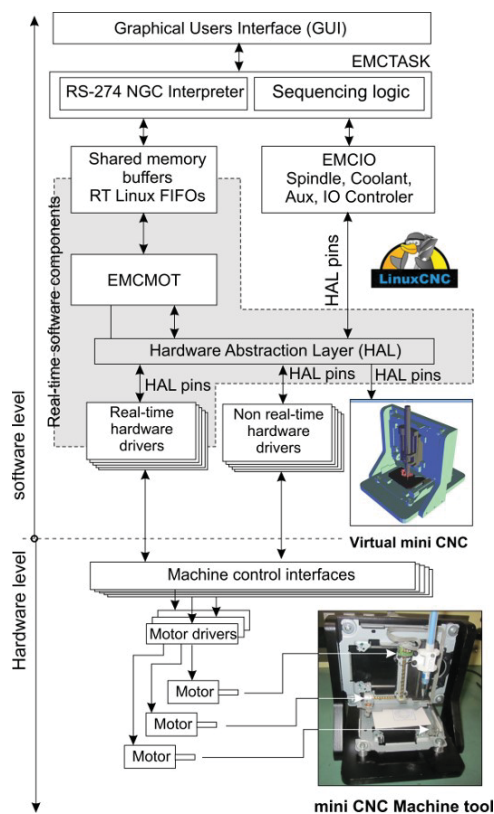 Graphical Users Interface (GUI)
EMCTASK
RS-274 NGC Interpreter
Sequencing logic
Shared memory
buffers
RT Linux FIFOs
EMCIO
Spindle, Coolant,
Aux, IO Controler
Real-time software components
EMCMOT
HAL pins
LinuxCNC
Hardware Abstraction Layer (HAL)
HAL pins
HAL pins
HAL pins
Real-time
hardware
drivers
Non real-time
hardware
drivers
software level
Virtual mini CNC
Hardware level
Machine control interfaces
Motor drivers
Motor
Motor
Motor
mini CNC Machine tool